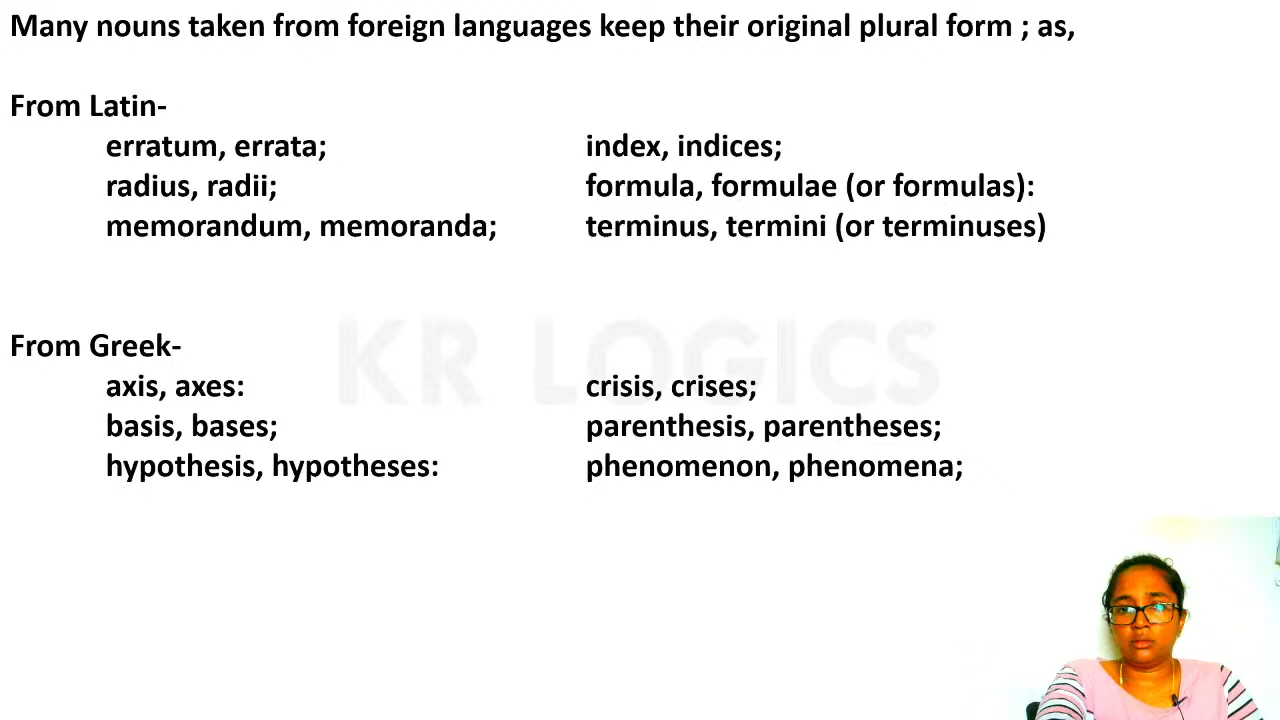 Many nouns taken from foreign languages keep their original plural form ; as,
From Latin-
erratum, errata; index, indices;
radius, radii; formula, formulae (or formulas):
memorandum, memoranda; terminus, termini (or terminuses)
KR LOGICS
From Greek-
axis, axes: crisis, crises;
basis, bases; parenthesis, parentheses;
hypothesis, hypotheses: phenomenon, phenomena;